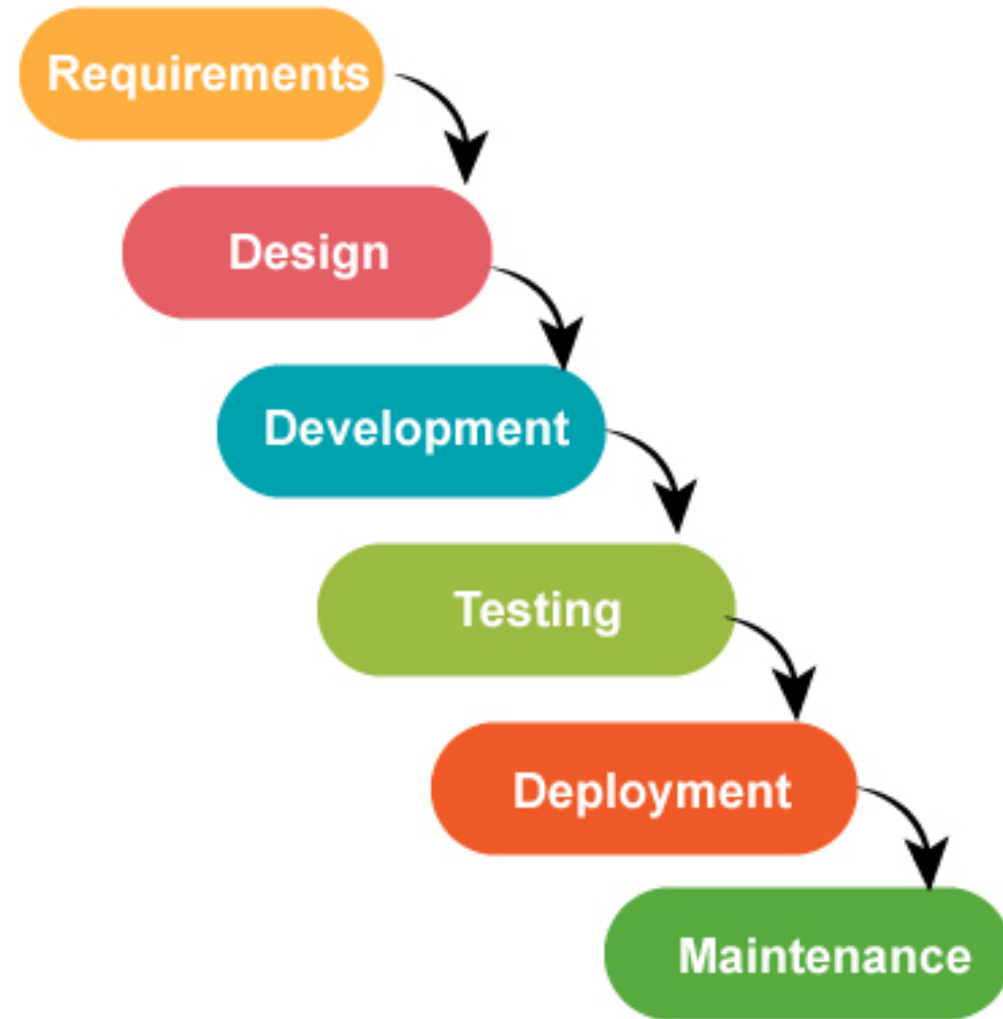 Requirements
Design
Development
Testing
Deployment
Maintenance